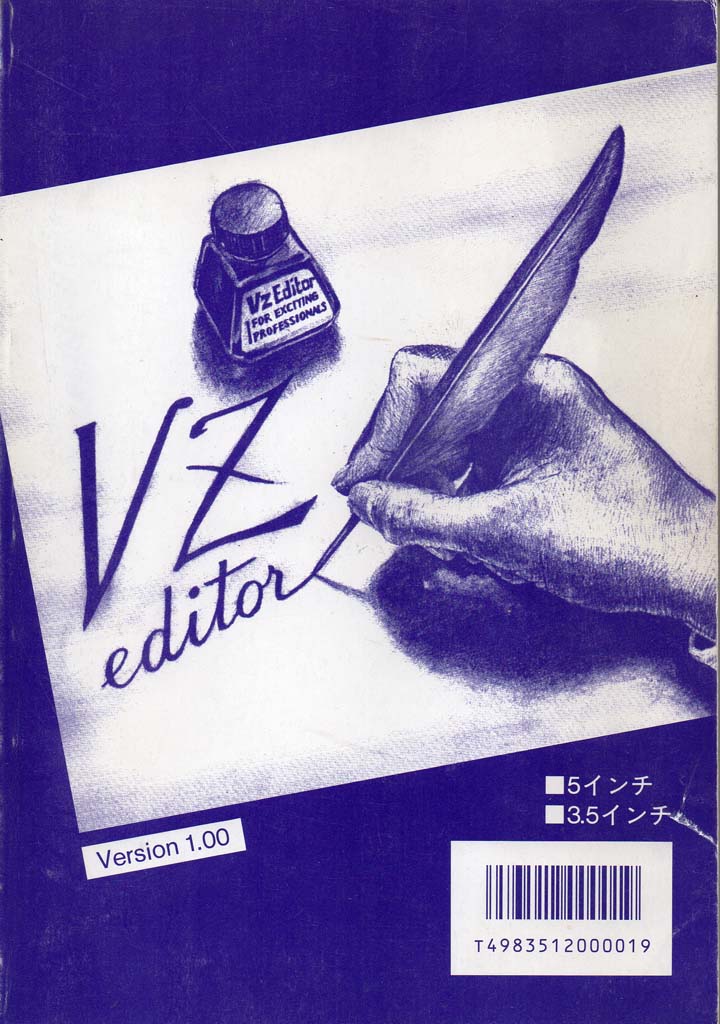 Vz Editor
FOR EXCITING
PROFESSIONALS
VZ
editor
■5インチ
■3.5インチ
Version 1.00
T4983512000019